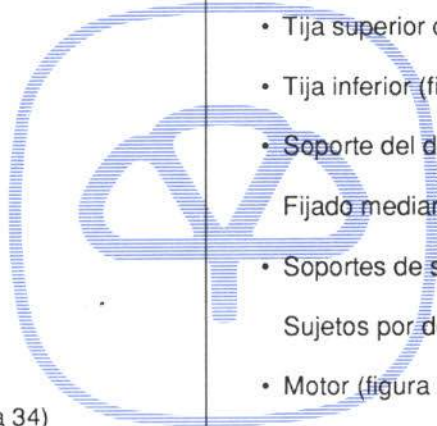 • Tija superior
• Tija inferior
• Soporte del
Fijado
• Soportes de
Sujetos por
• Motor (figura
34)